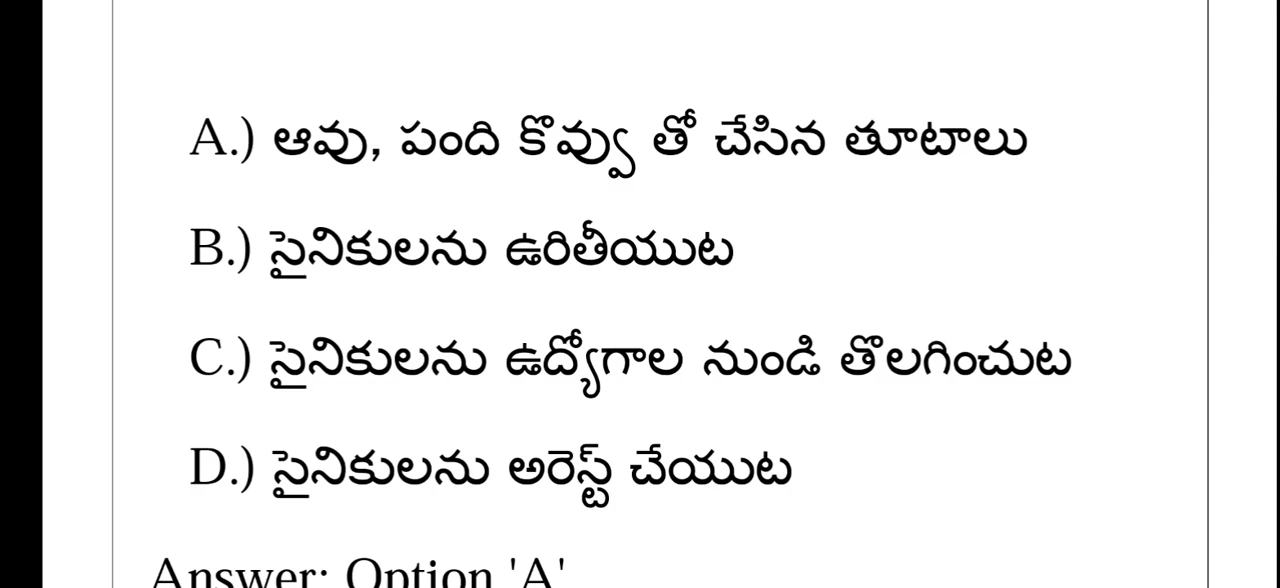 A.) ఆవు, పంది కొవ్వు తో చేసిన తూటాలు
B.) సైనికులను ఉరితీయుట
C.) సైనికులను ఉద్యోగాల నుండి తొలగించుట
D.) సైనికులను అరెస్ట్ చేయుట
Answer: Option 'A'